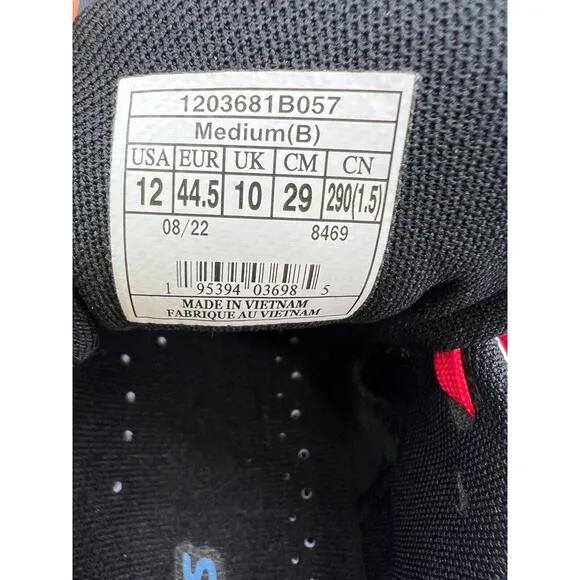 1203681B057
Medium(B)
USA EUR UK CM CN
12 44.5 10 29 290(1.5)
08/22 8469
1 95394 03698 5
MADE IN VIETNAM
FABRIQUE AU VIETNAM
S